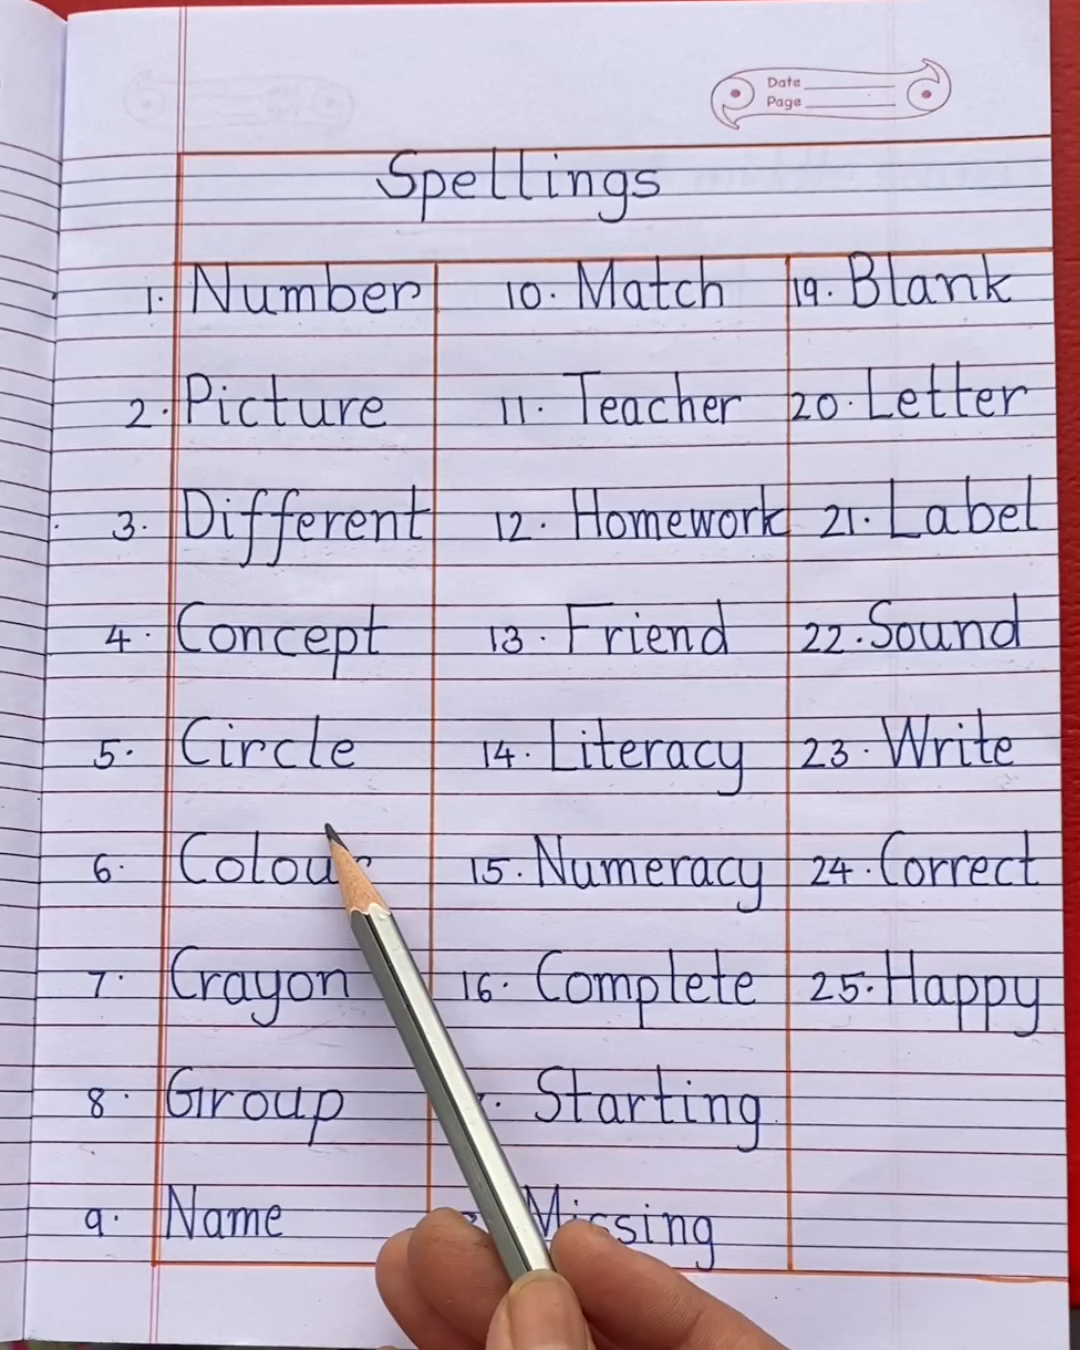 Date
Page
Spellings
1. Number
2. Picture
3. Different
4. Concept
5. Circle
6. Colour
7. Crayon
8. Group
9. Name
10. Match
11. Teacher
12. Homework
13. Friend
14. Literacy
15. Numeracy
16. Complete
Starting
Missing
19. Blank
20. Letter
21. Label
22. Sound
23. Write
24. Correct
25. Happy